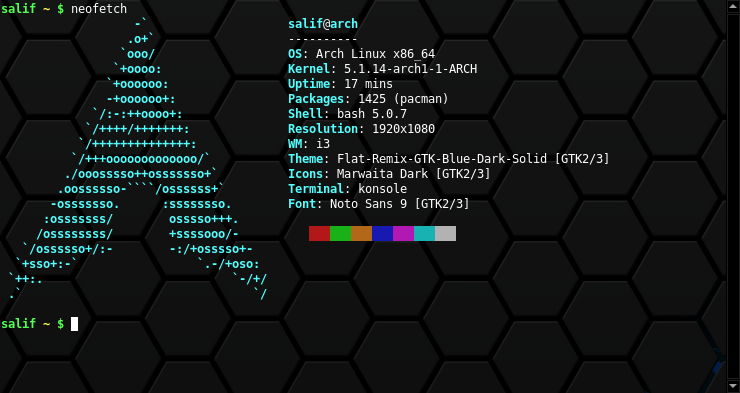 salif ~ $ neofetch
                   -`
                  .o+`
                 `ooo/
                `+oooo:
               `+oooooo:
               -+oooooo+:
             `/:-:++oooo+:
            `/++++/+++++++:
           `/++++++++++++++:
          `/+++ooooooooooooo/`
         ./ooosssso++osssssso+`
        .oossssso-````/ossssss+`
       -osssssso.      :ssssssso.
      :osssssss/        osssso+++.
     /ossssssss/        +ssssooo/-
   `/ossssso+/:-        -:/+osssso+-
  `+sso+:-`                 `.-/+oso:
 `++:.                           `-/+/
 .`                                 `/
salif@arch
----------
OS: Arch Linux x86_64
Kernel: 5.1.14-arch1-1-ARCH
Uptime: 17 mins
Packages: 1425 (pacman)
Shell: bash 5.0.7
Resolution: 1920x1080
WM: i3
Theme: Flat-Remix-GTK-Blue-Dark-Solid [GTK2/3]
Icons: Marwaita Dark [GTK2/3]
Terminal: konsole
Font: Noto Sans 9 [GTK2/3]
salif ~ $